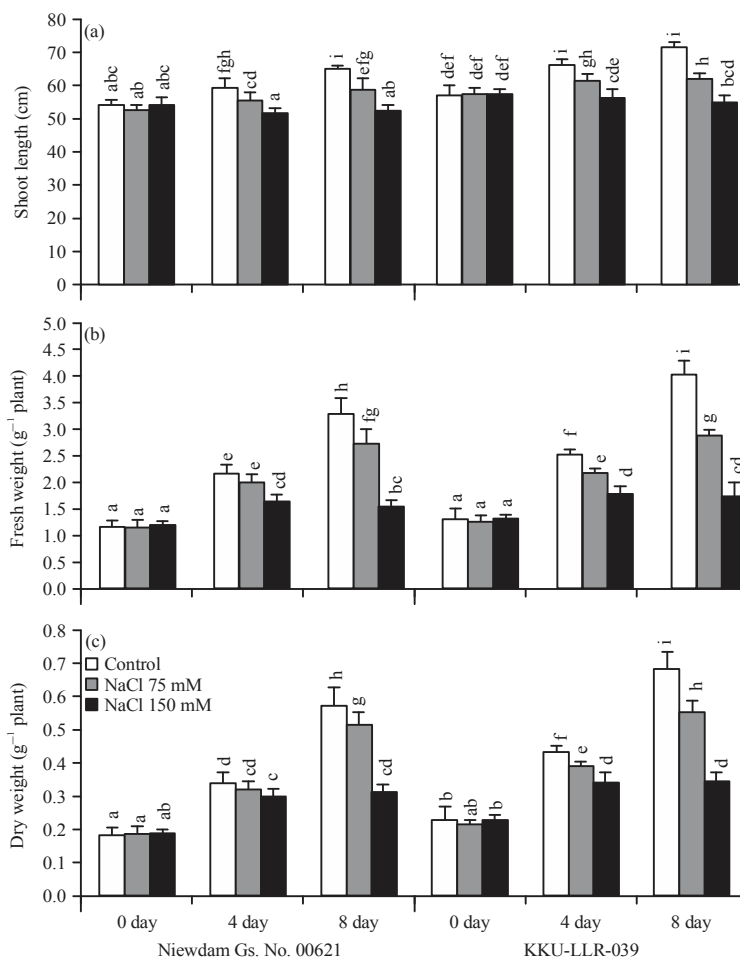 (a)
80
70
60
50
40
30
20
10
0
Shoot length (cm)
abc ab abc
fgh cd a
i efg ab
def def def
i gh cde
i h bcd
(b)
5.0
4.5
4.0
3.5
3.0
2.5
2.0
1.5
1.0
0.5
0.0
Fresh weight (g⁻¹ plant)
a a a
e e cd
h fg bc
a a a
f e d
i g cd
(c)
0.8
0.7
0.6
0.5
0.4
0.3
0.2
0.1
0.0
Dry weight (g⁻¹ plant)
Control
NaCl 75 mM
NaCl 150 mM
a a ab
d cd c
h g cd
b ab b
f e d
i h d
0 day 4 day 8 day 0 day 4 day 8 day
Niewdam Gs. No. 00621 KKU-LLR-039